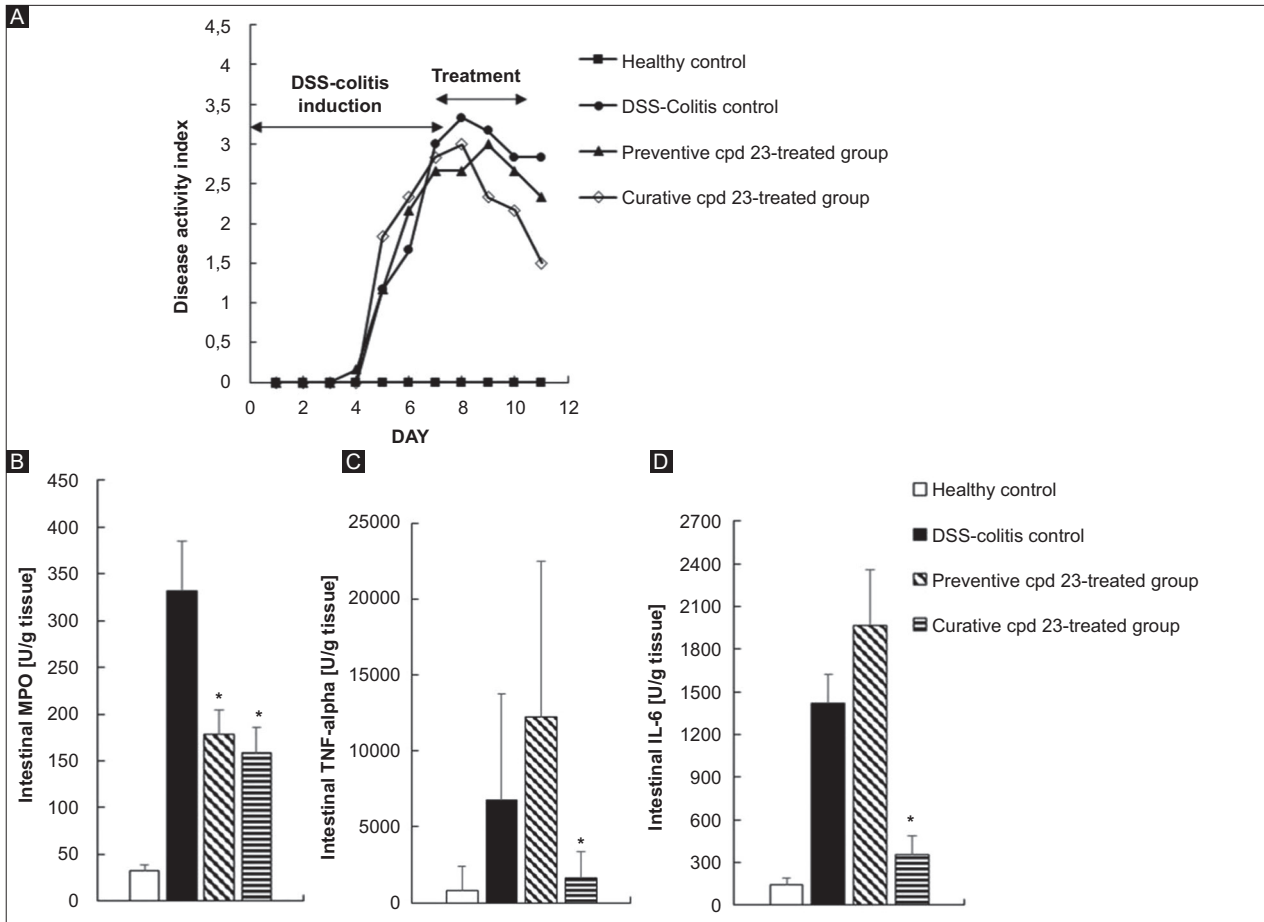 A
Disease activity index
4,5
4
3,5
3
2,5
2
1,5
1
0,5
0
DSS-colitis
induction
Treatment
0 2 4 6 8 10 12
DAY
Healthy control
DSS-Colitis control
Preventive cpd 23-treated group
Curative cpd 23-treated group
B
Intestinal MPO [U/g tissue]
450
400
350
300
250
200
150
100
50
0
* *
C
Intestinal TNF-alpha [U/g tissue]
25000
20000
15000
10000
5000
0
*
D
Intestinal IL-6 [U/g tissue]
2700
2400
2100
1800
1500
1200
900
600
300
0
*
Healthy control
DSS-colitis control
Preventive cpd 23-treated group
Curative cpd 23-treated group